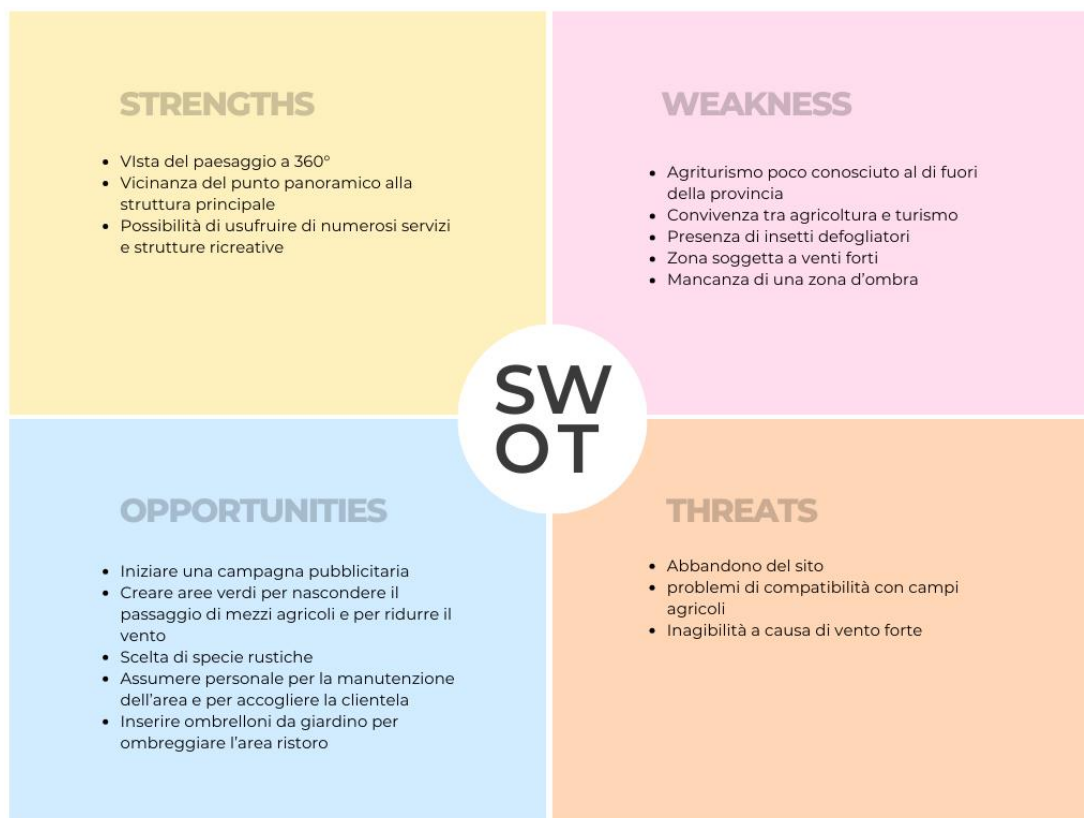 STRENGTHS
VIsta del paesaggio a 360°
Vicinanza del punto panoramico alla
struttura principale
Possibilità di usufruire di numerosi servizi
e strutture ricreative
WEAKNESS
Agriturismo poco conosciuto al di fuori
della provincia
Convivenza tra agricoltura e turismo
Presenza di insetti defogliatori
Zona soggetta a venti forti
Mancanza di una zona d'ombra
SW
OT
OPPORTUNITIES
Iniziare una campagna pubblicitaria
Creare aree verdi per nascondere il
passaggio di mezzi agricoli e per ridurre il
vento
Scelta di specie rustiche
Assumere personale per la manutenzione
dell'area e per accogliere la clientela
Inserire ombrelloni da giardino per
ombreggiare l'area ristoro
THREATS
Abbandono del sito
problemi di compatibilità con campi
agricoli
Inagibilità a causa di vento forte